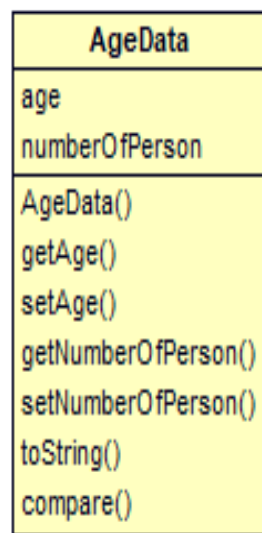 AgeData
age
numberOfPerson
AgeData()
getAge()
setAge()
getNumberOfPerson()
setNumberOfPerson()
toString()
compare()